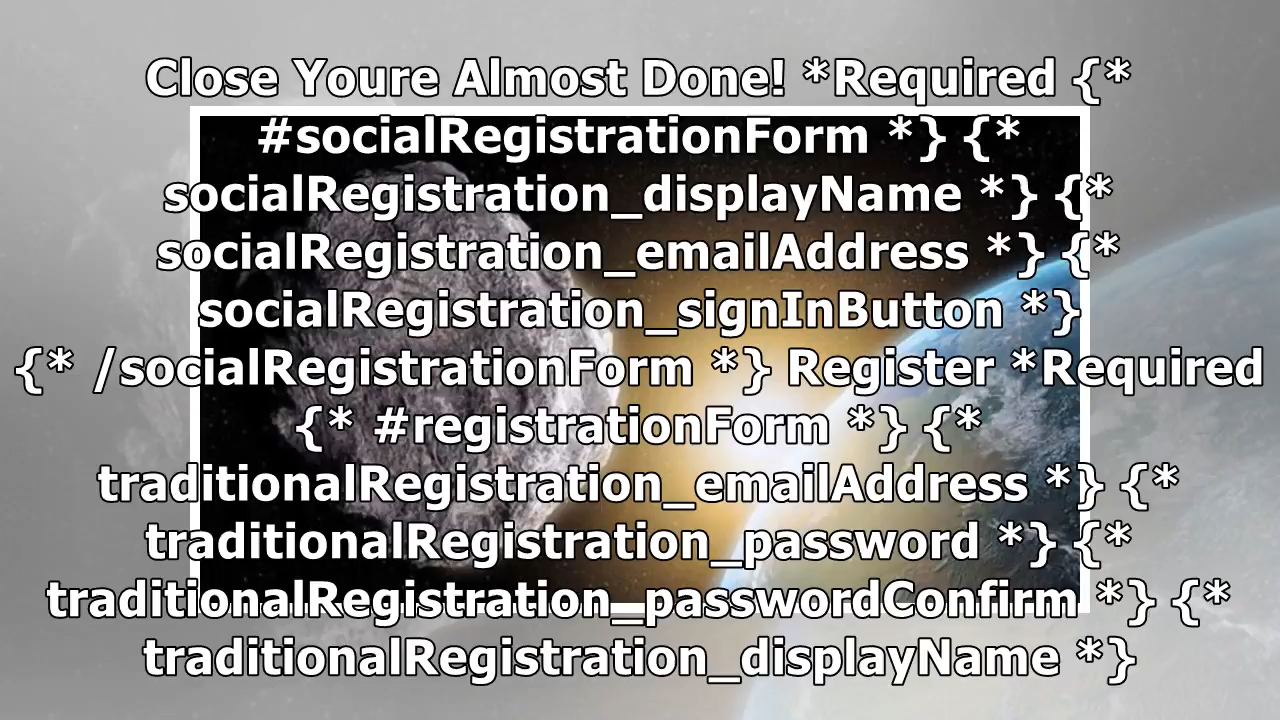 Close Youre Almost Done! *Required {*
#socialRegistrationForm *} {*
socialRegistration_displayName *} {*
socialRegistration_emailAddress *} {*
socialRegistration_signInButton *}
{* /socialRegistrationForm *} Register *Required
{* #registrationForm *} {*
traditionalRegistration_emailAddress *} {*
traditionalRegistration_password *} {*
traditionalRegistration_passwordConfirm *} {*
traditionalRegistration_displayName *}